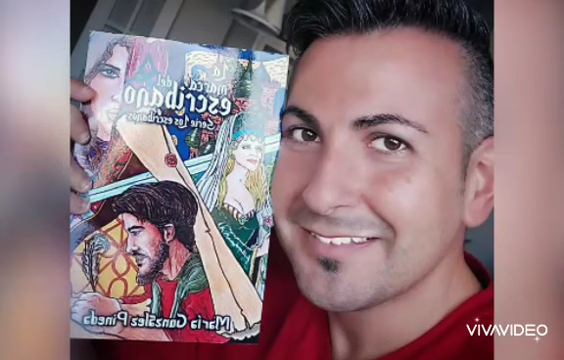 La
marca del
escribano
Serie Los escribanos
María González Pineda
VIVAVIDEO